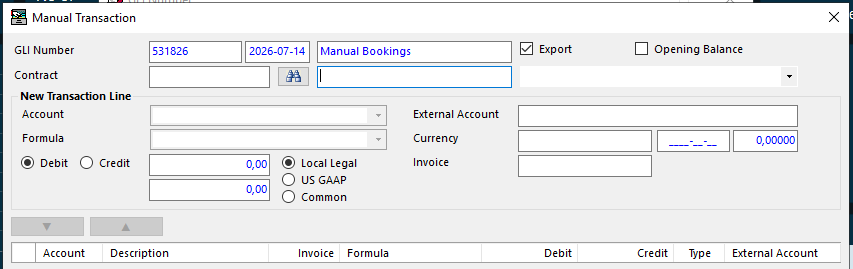 Manual Transaction
GLI Number 531826 2026-07-14 Manual Bookings Export Opening Balance
Contract
New Transaction Line
Account External Account
Formula Currency ____-__-__ 0,00000
Debit Credit 0,00 Local Legal Invoice
0,00 US GAAP
Common
Account Description Invoice Formula Debit Credit Type External Account